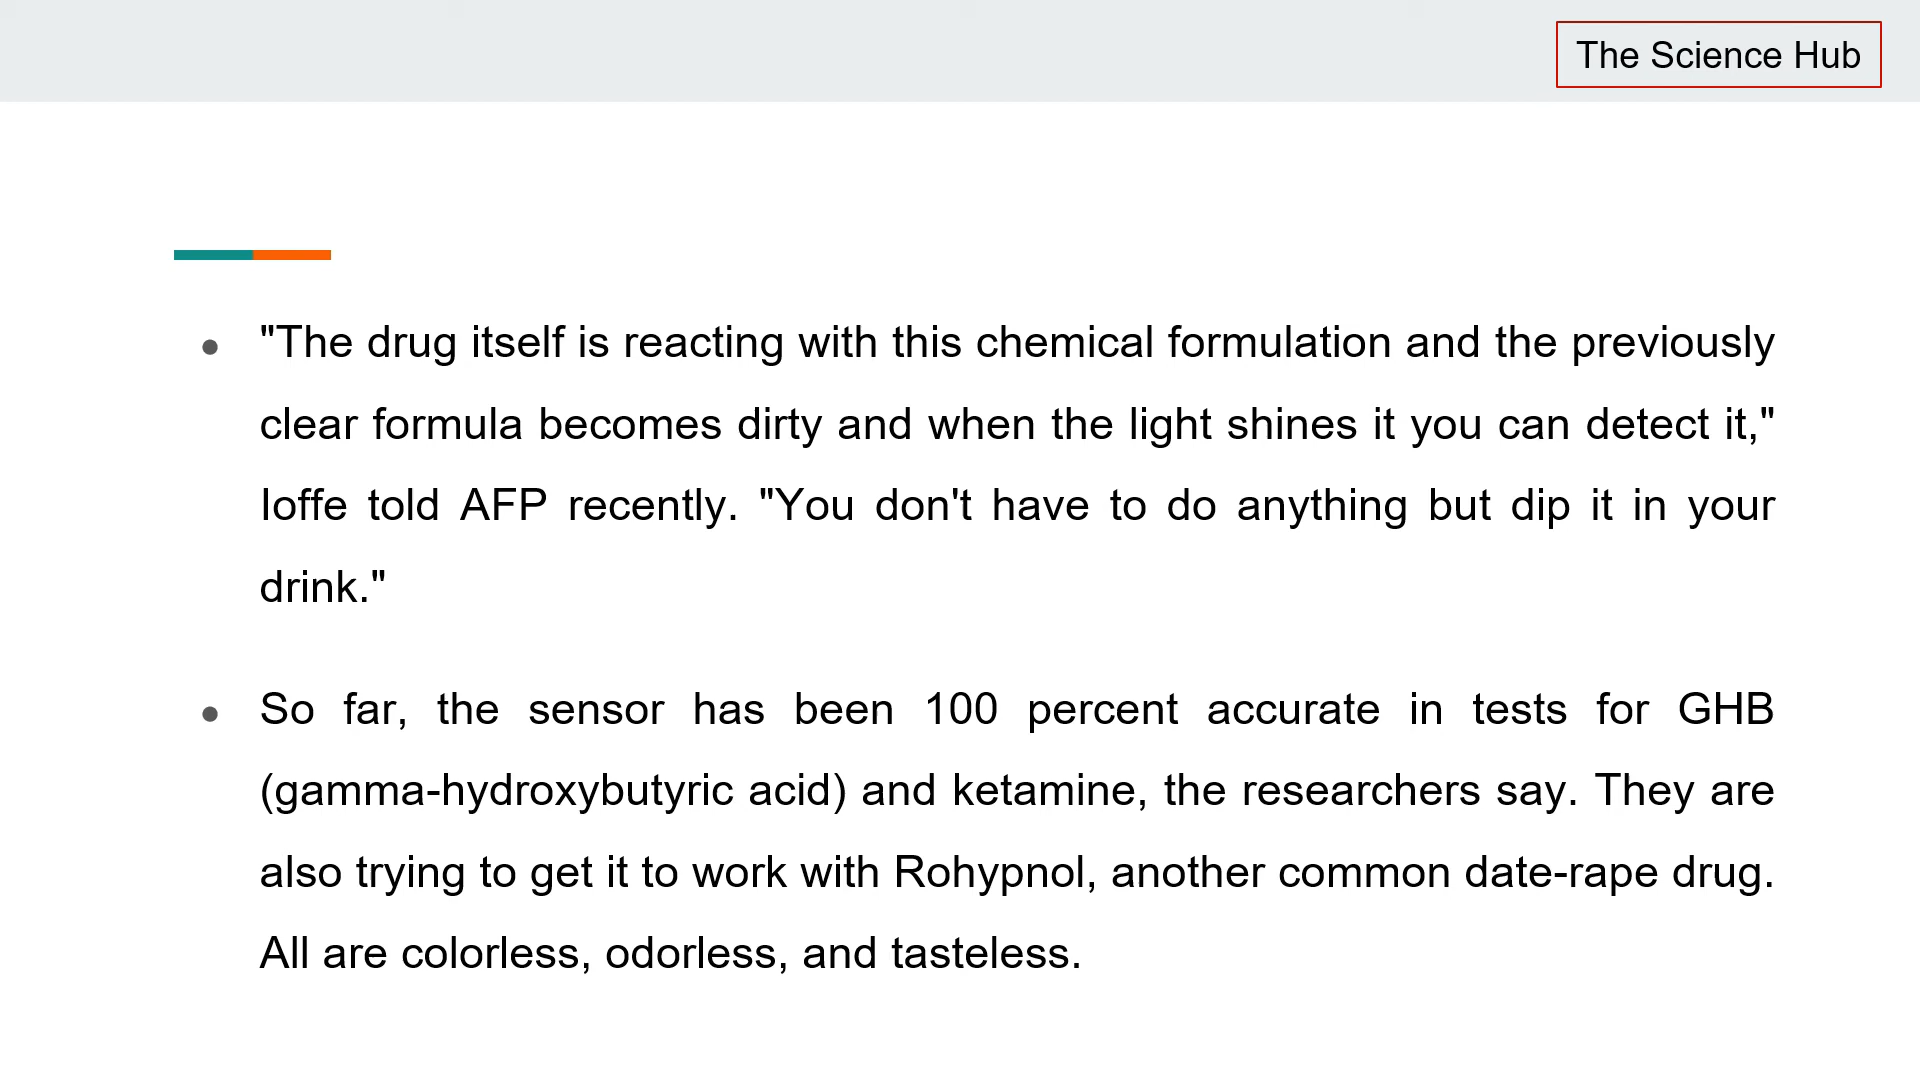 The Science Hub
● "The drug itself is reacting with this chemical formulation and the previously
clear formula becomes dirty and when the light shines it you can detect it,"
Ioffe told AFP recently. "You don't have to do anything but dip it in your
drink."
● So far, the sensor has been 100 percent accurate in tests for GHB
(gamma-hydroxybutyric acid) and ketamine, the researchers say. They are
also trying to get it to work with Rohypnol, another common date-rape drug.
All are colorless, odorless, and tasteless.